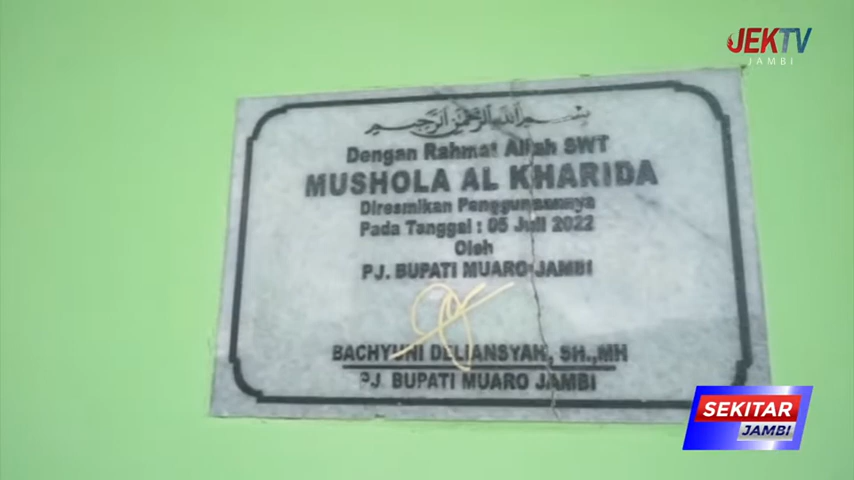 JEKTV
JAMBI
بسم الله الرحمن الرحيم
Dengan Rahmat Allah SWT
MUSHOLA AL KHARIDA
Diresmikan Penggunaannya
Pada Tanggal : 05 Juli 2022
Oleh
PJ. BUPATI MUARO JAMBI
BACHYUNI DELIANSYAH, SH.,MH
PJ. BUPATI MUARO JAMBI
SEKITAR
JAMBI